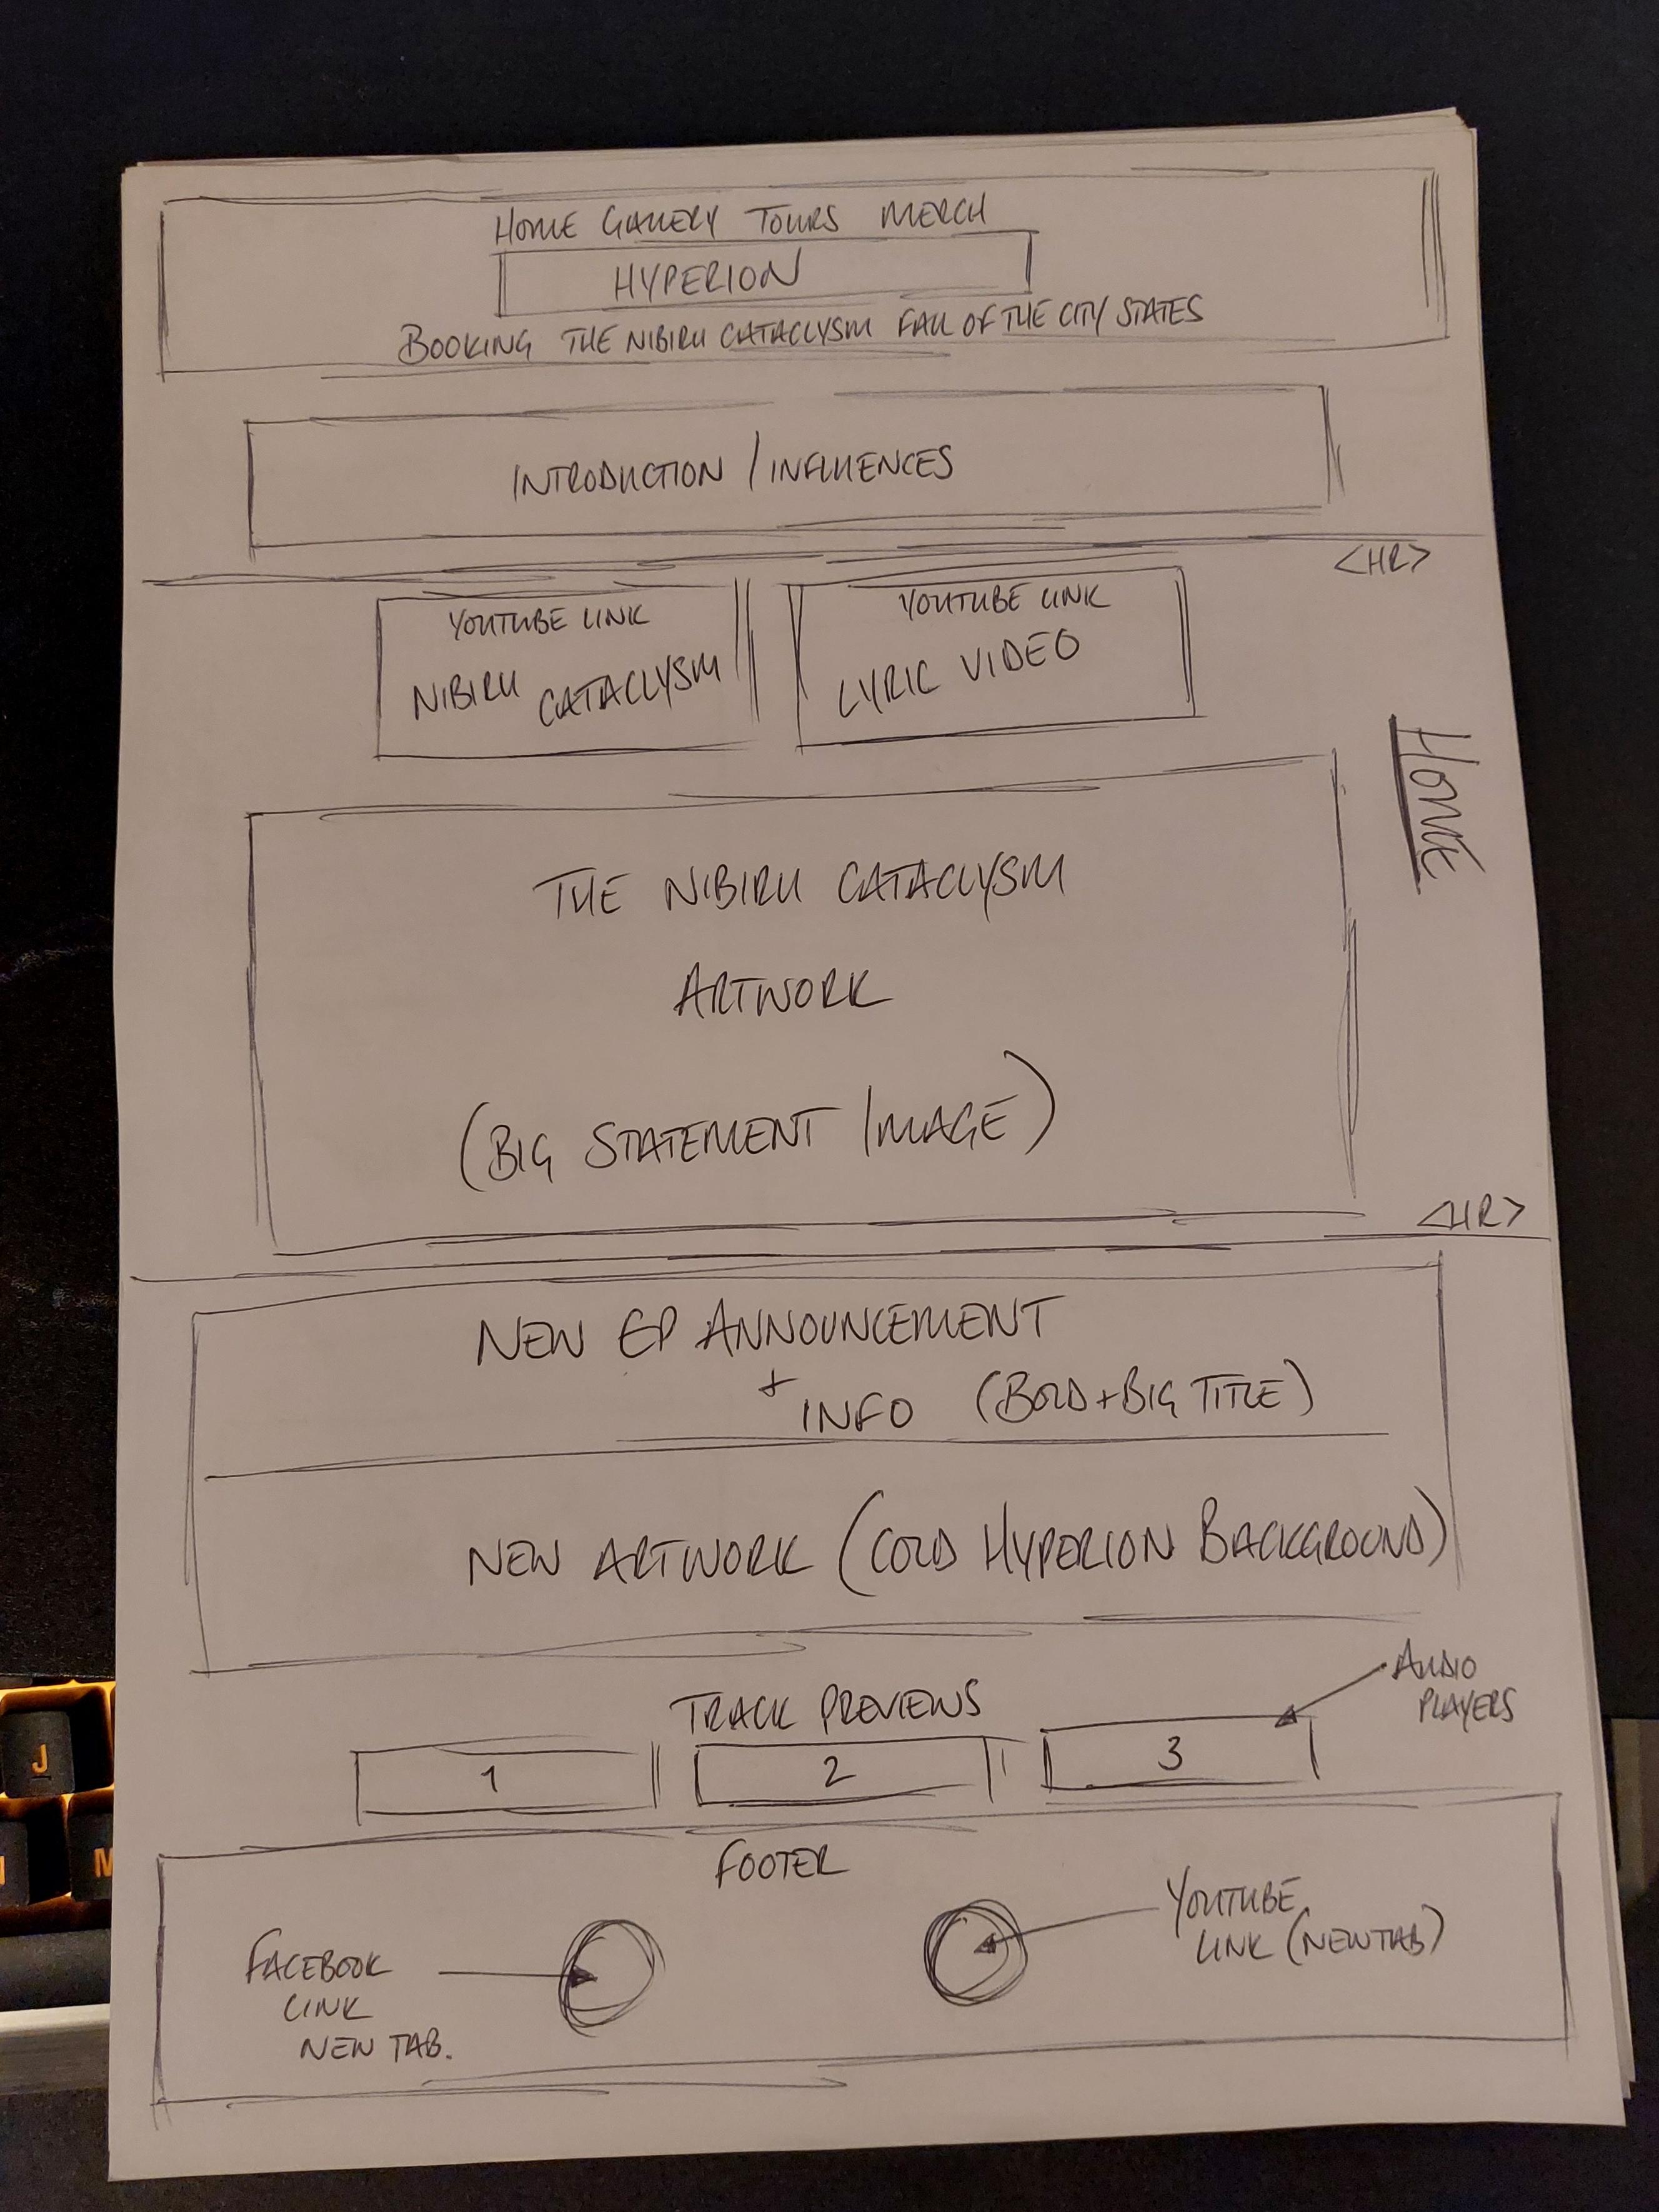 HOME GALLERY TOURS MERCH
HYPERION
BOOKING THE NIBIRU CATACLYSM FALL OF THE CITY STATES
INTRODUCTION / INFLUENCES
<HR>
YOUTUBE LINK
NIBIRU CATACLYSM
YOUTUBE LINK
LYRIC VIDEO
HOME
THE NIBIRU CATACLYSM
ARTWORK
(BIG STATEMENT IMAGE)
<HR>
NEW EP ANNOUNCEMENT
+ INFO (BOLD + BIG TITLE)
NEW ARTWORK (COLD HYPERION BACKGROUND)
TRACK PREVIEWS
AUDIO
PLAYERS
1
2
3
FOOTER
FACEBOOK
LINK
NEW TAB.
YOUTUBE
LINK (NEW TAB)
J
M